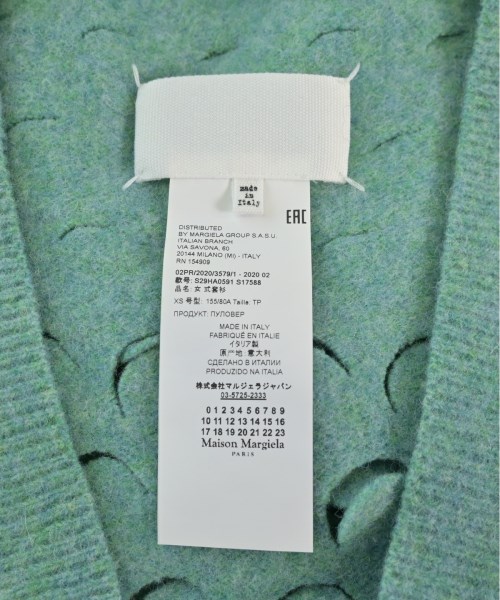 made
in
Italy
EAC
DISTRIBUTED
BY MARGIELA GROUP S.A.S.U.
ITALIAN BRANCH
VIA SAVONA, 60
20144 MILANO (MI) - ITALY
RN 154909
02PR/2020/3579/1 - 2020 02
款号: S29HA0591 S17588
品名: 女式套衫
XS 号型: 155/80A Taille: TP
ПРОДУКТ: ПУЛОВЕР
MADE IN ITALY
FABRIQUÉ EN ITALIE
イタリア製
原产地: 意大利
СДЕЛАНО В ИТАЛИИ
PRODUZIDO NA ITALIA
株式会社マルジェラジャパン
03-5725-2333
0 1 2 3 4 5 6 7 8 9
10 11 12 13 14 15 16
17 18 19 20 21 22 23
Maison Margiela
PARIS